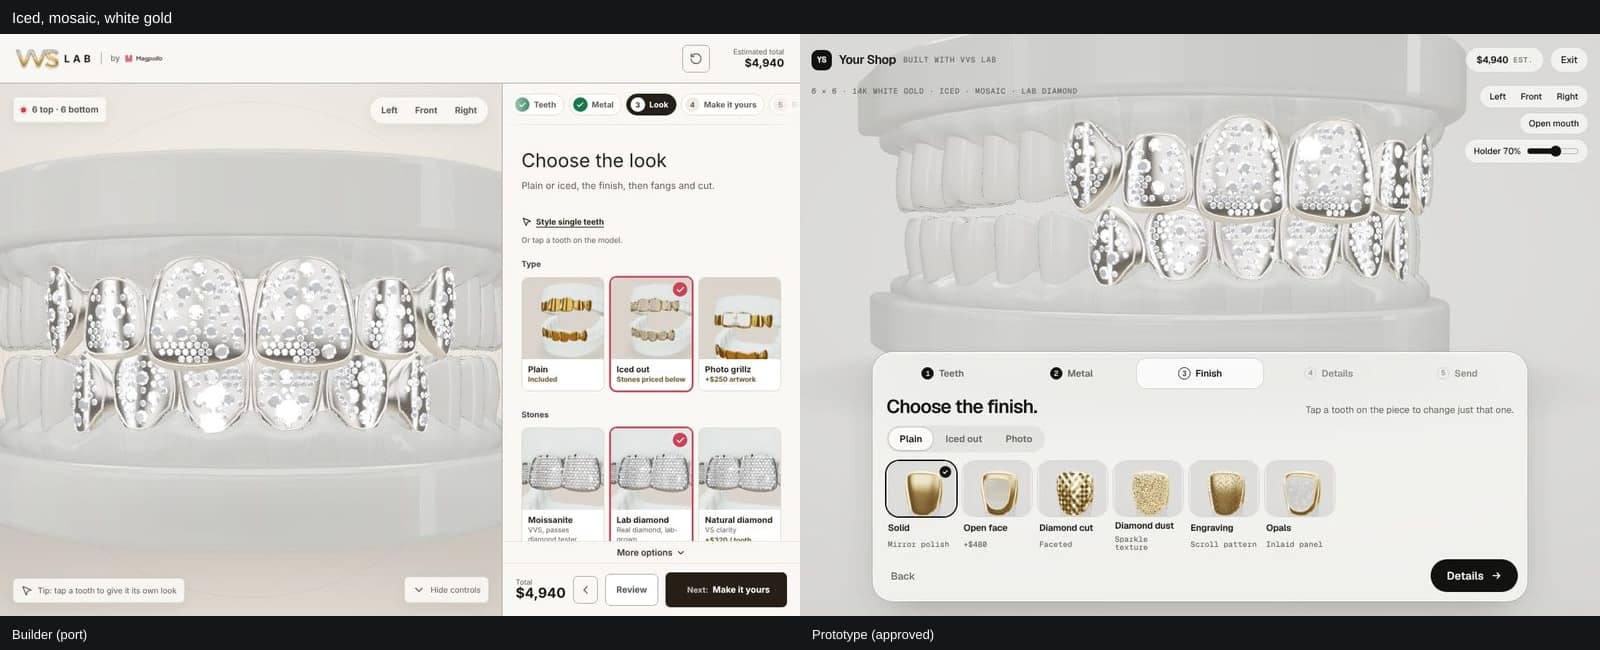 Iced, mosaic, white gold
VVS LAB
by Magpudo
Estimated total
$4,940
6 top · 6 bottom
Left Front Right
Teeth
Metal
3 Look
4 Make it yours
5
Choose the look
Plain or iced, the finish, then fangs and cut.
Style single teeth
Or tap a tooth on the model.
Type
Plain
Included
Iced out
Stones priced below
Photo grillz
+$250 artwork
Stones
Moissanite
VVS, passes
diamond tester
Lab diamond
Real diamond, lab-
grown
Natural diamond
VS clarity
+$320 / tooth
More options
Tip: tap a tooth to give it its own look
Hide controls
Total
$4,940
Review
Next: Make it yours
Builder (port)
YS Your Shop BUILT WITH VVS LAB
$4,940 EST.
Exit
6 × 6 · 14K WHITE GOLD · ICED · MOSAIC · LAB DIAMOND
Left Front Right
Open mouth
Holder 70%
1 Teeth
2 Metal
3 Finish
4 Details
5 Send
Choose the finish.
Tap a tooth on the piece to change just that one.
Plain Iced out Photo
Solid
Mirror polish
Open face
+$480
Diamond cut
Faceted
Diamond dust
Sparkle
texture
Engraving
Scroll pattern
Opals
Inlaid panel
Back
Details
Prototype (approved)